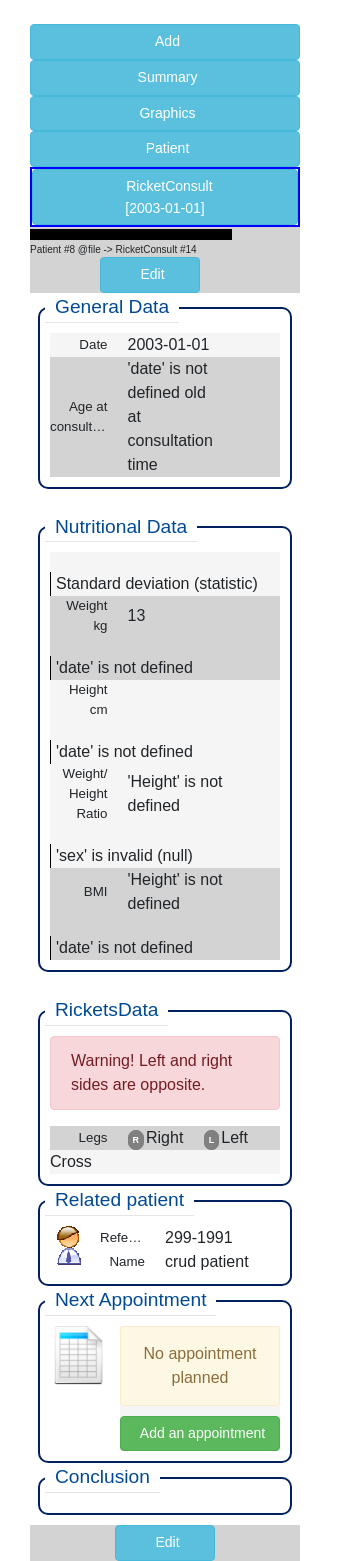 Add
Summary
Graphics
Patient
RicketConsult
[2003-01-01]
Patient #8 @file -> RicketConsult #14
Edit
General Data
Date 2003-01-01
Age at consult… 'date' is not
defined old
at
consultation
time
Nutritional Data
Standard deviation (statistic)
Weight
kg 13
'date' is not defined
Height
cm
'date' is not defined
Weight/
Height
Ratio 'Height' is not
defined
'sex' is invalid (null)
BMI 'Height' is not
defined
'date' is not defined
RicketsData
Warning! Left and right
sides are opposite.
Legs R Right L Left
Cross
Related patient
Refe… 299-1991
Name crud patient
Next Appointment
No appointment
planned
Add an appointment
Conclusion
Edit